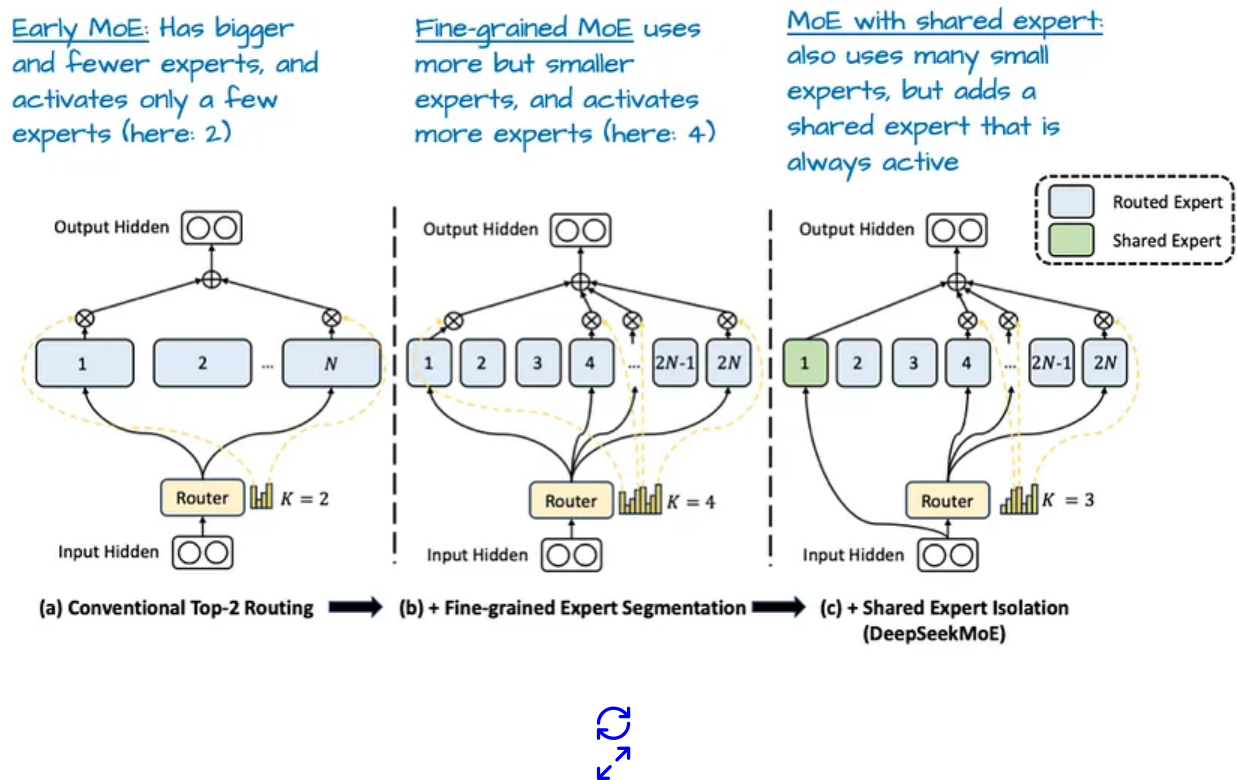 Early MoE: Has bigger
and fewer experts, and
activates only a few
experts (here: 2)
Fine-grained MoE uses
more but smaller
experts, and activates
more experts (here: 4)
MoE with shared expert:
also uses many small
experts, but adds a
shared expert that is
always active
Routed Expert
Shared Expert
Output Hidden
1
2
...
N
Router
K = 2
Input Hidden
(a) Conventional Top-2 Routing
Output Hidden
1
2
3
4
...
2N-1
2N
Router
K = 4
Input Hidden
(b) + Fine-grained Expert Segmentation
Output Hidden
1
2
3
4
...
2N-1
2N
Router
K = 3
Input Hidden
(c) + Shared Expert Isolation
(DeepSeekMoE)